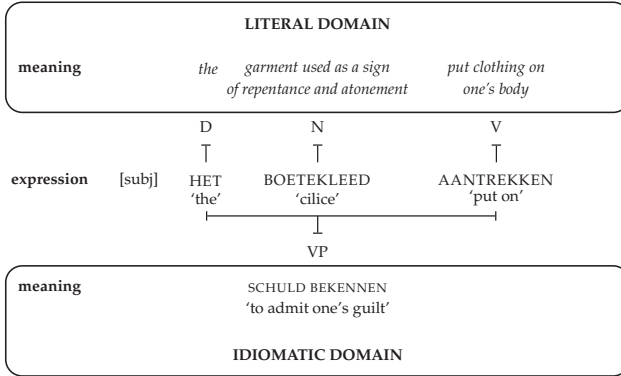 LITERAL DOMAIN
meaning the garment used as a sign put clothing on
of repentance and atonement one's body
D N V
expression [subj] HET BOETEKLEED AANTREKKEN
'the' 'cilice' 'put on'
VP
meaning SCHULD BEKENNEN
'to admit one's guilt'
IDIOMATIC DOMAIN